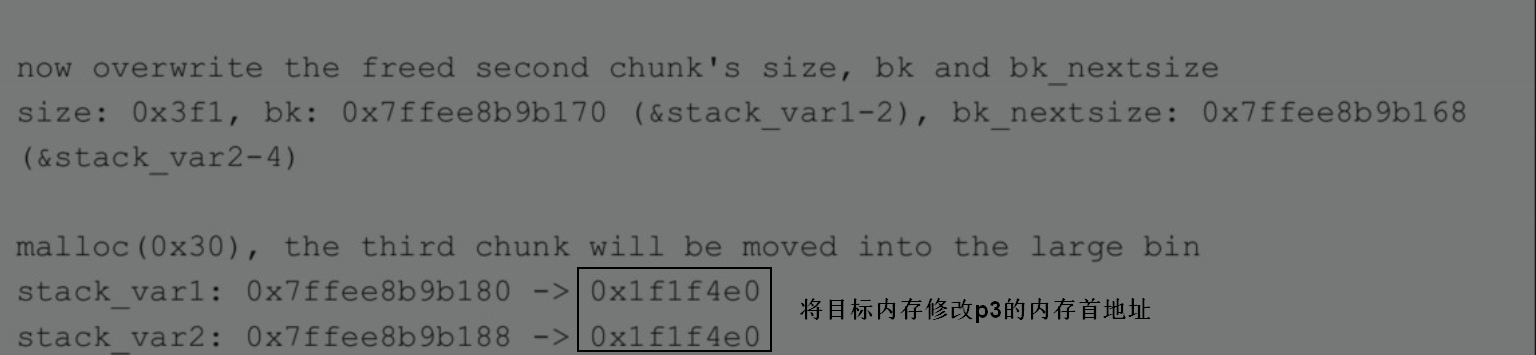 now overwrite the freed second chunk's size, bk and bk_nextsize
size: 0x3f1, bk: 0x7ffee8b9b170 (&stack_var1-2), bk_nextsize: 0x7ffee8b9b168
(&stack_var2-4)
malloc(0x30), the third chunk will be moved into the large bin
stack_var1: 0x7ffee8b9b180 -> 0x1f1f4e0
将目标内存修改p3的内存首地址
stack_var2: 0x7ffee8b9b188 -> 0x1f1f4e0